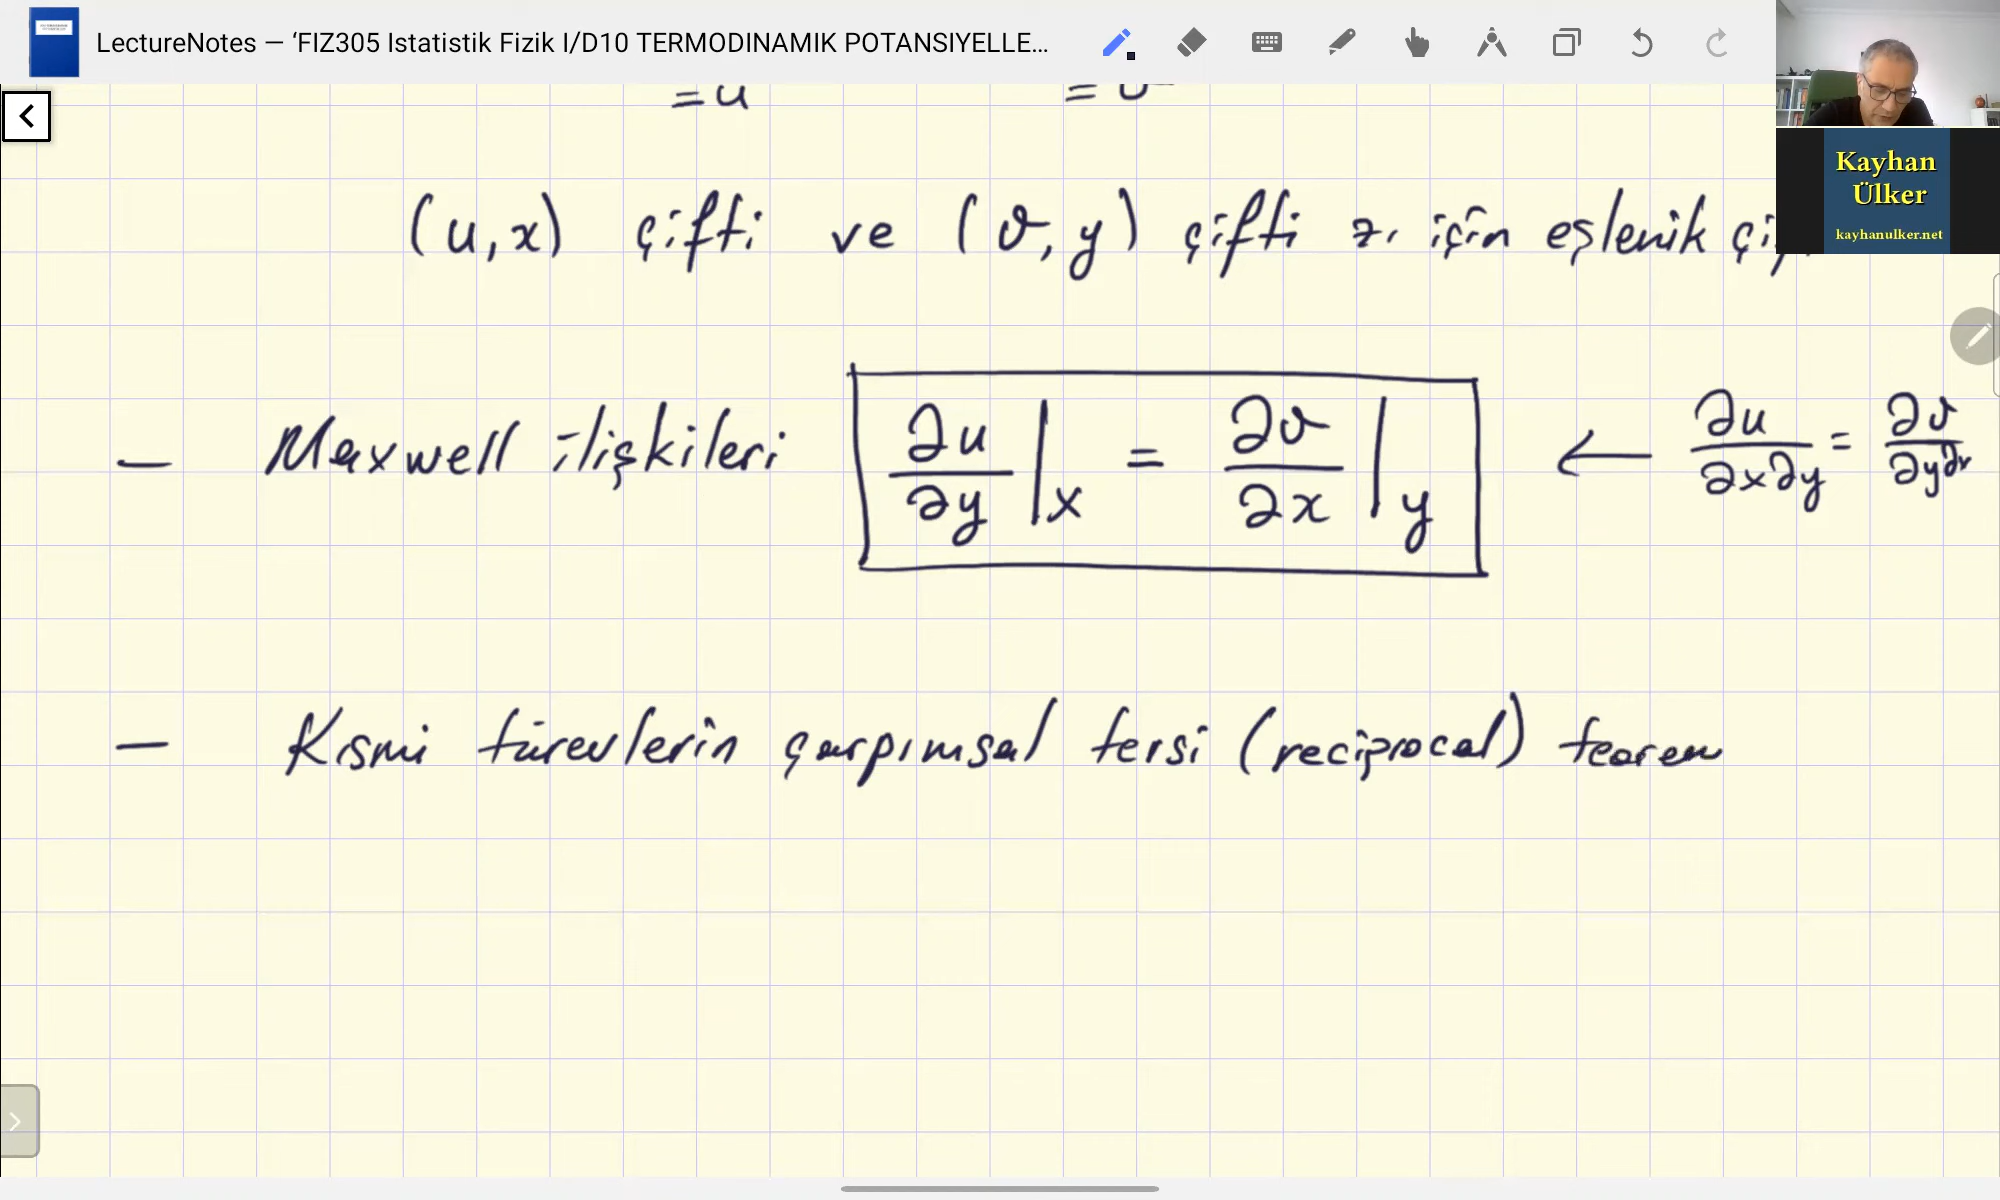 LectureNotes — ‘FIZ305 Istatistik Fizik I/D10 TERMODINAMIK POTANSIYELLE...
= u = v
Kayhan
Ülker
kayhanulker.net
(u, x) çifti ve (v, y) çifti z için eşlenik
– Maxwell ilişkileri ∂u/∂y |x = ∂v/∂x |y ← ∂u/∂x∂y = ∂v/∂y∂x
– Kısmi türevlerin çarpımsal tersi (reciprocal) teorem